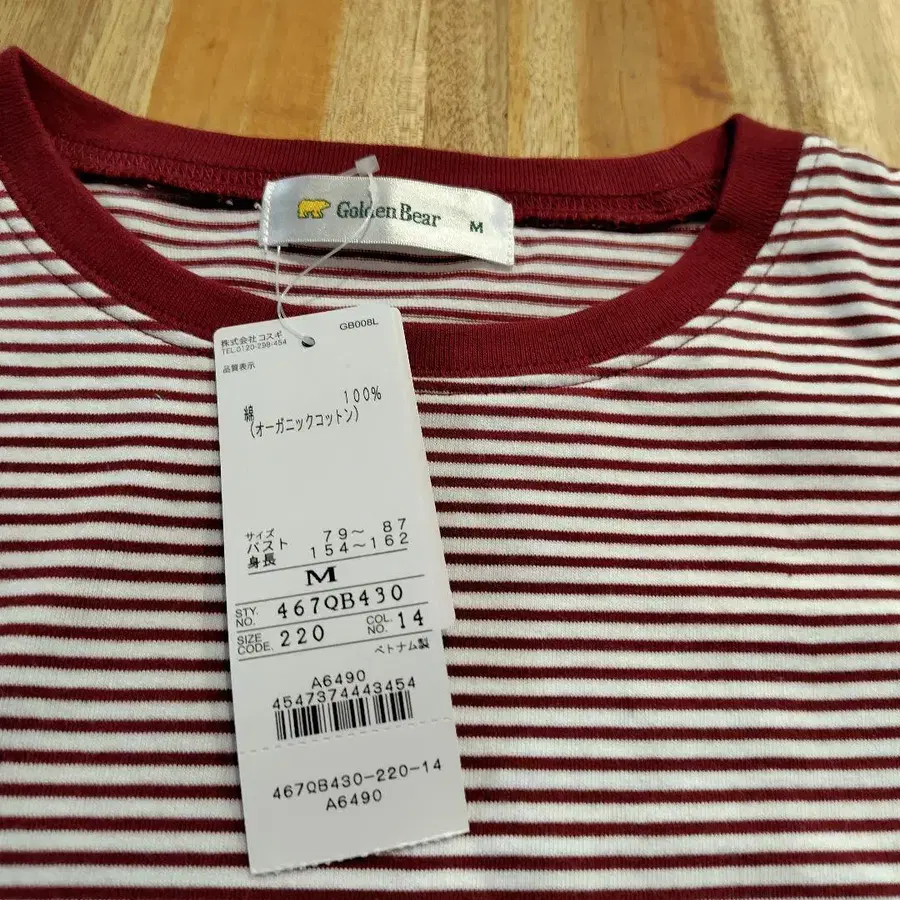 Golden Bear
M
GB008L
株式会社 コスギ
TEL.0120-298-454
品質表示
綿 100%
(オーガニックコットン)
サイズ
バスト 79〜 87
身長 154〜162
M
STY. NO. 467QB430
SIZE CODE. 220 COL. NO. 14
ベトナム製
A6490
4547374443454
467QB430-220-14
A6490